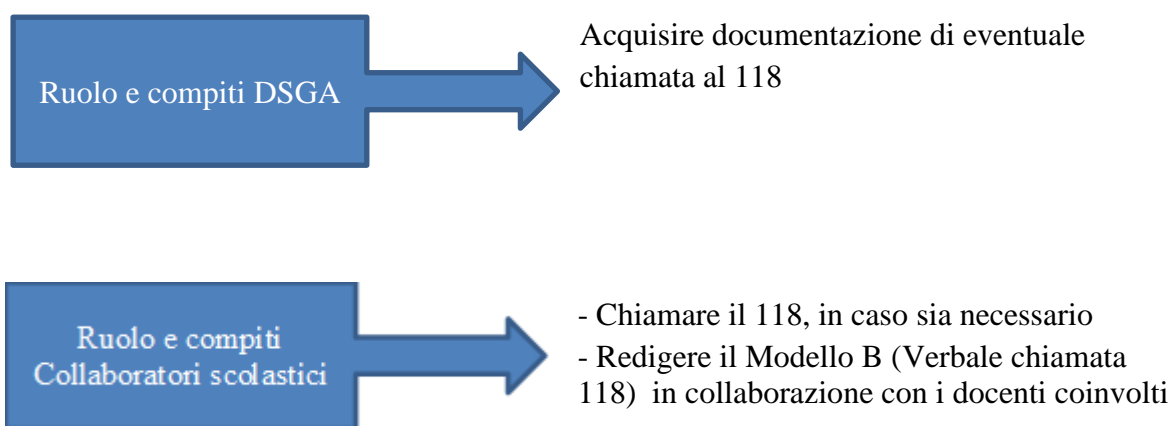 Ruolo e compiti DSGA
Acquisire documentazione di eventuale
chiamata al 118
Ruolo e compiti
Collaboratori scolastici
- Chiamare il 118, in caso sia necessario
- Redigere il Modello B (Verbale chiamata
118) in collaborazione con i docenti coinvolti